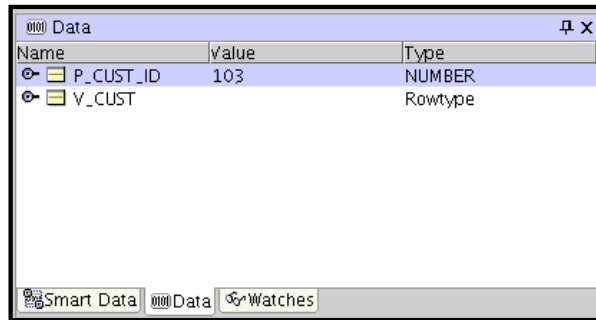 Data
Name Value Type
P_CUST_ID 103 NUMBER
V_CUST Rowtype
Smart Data Data Watches